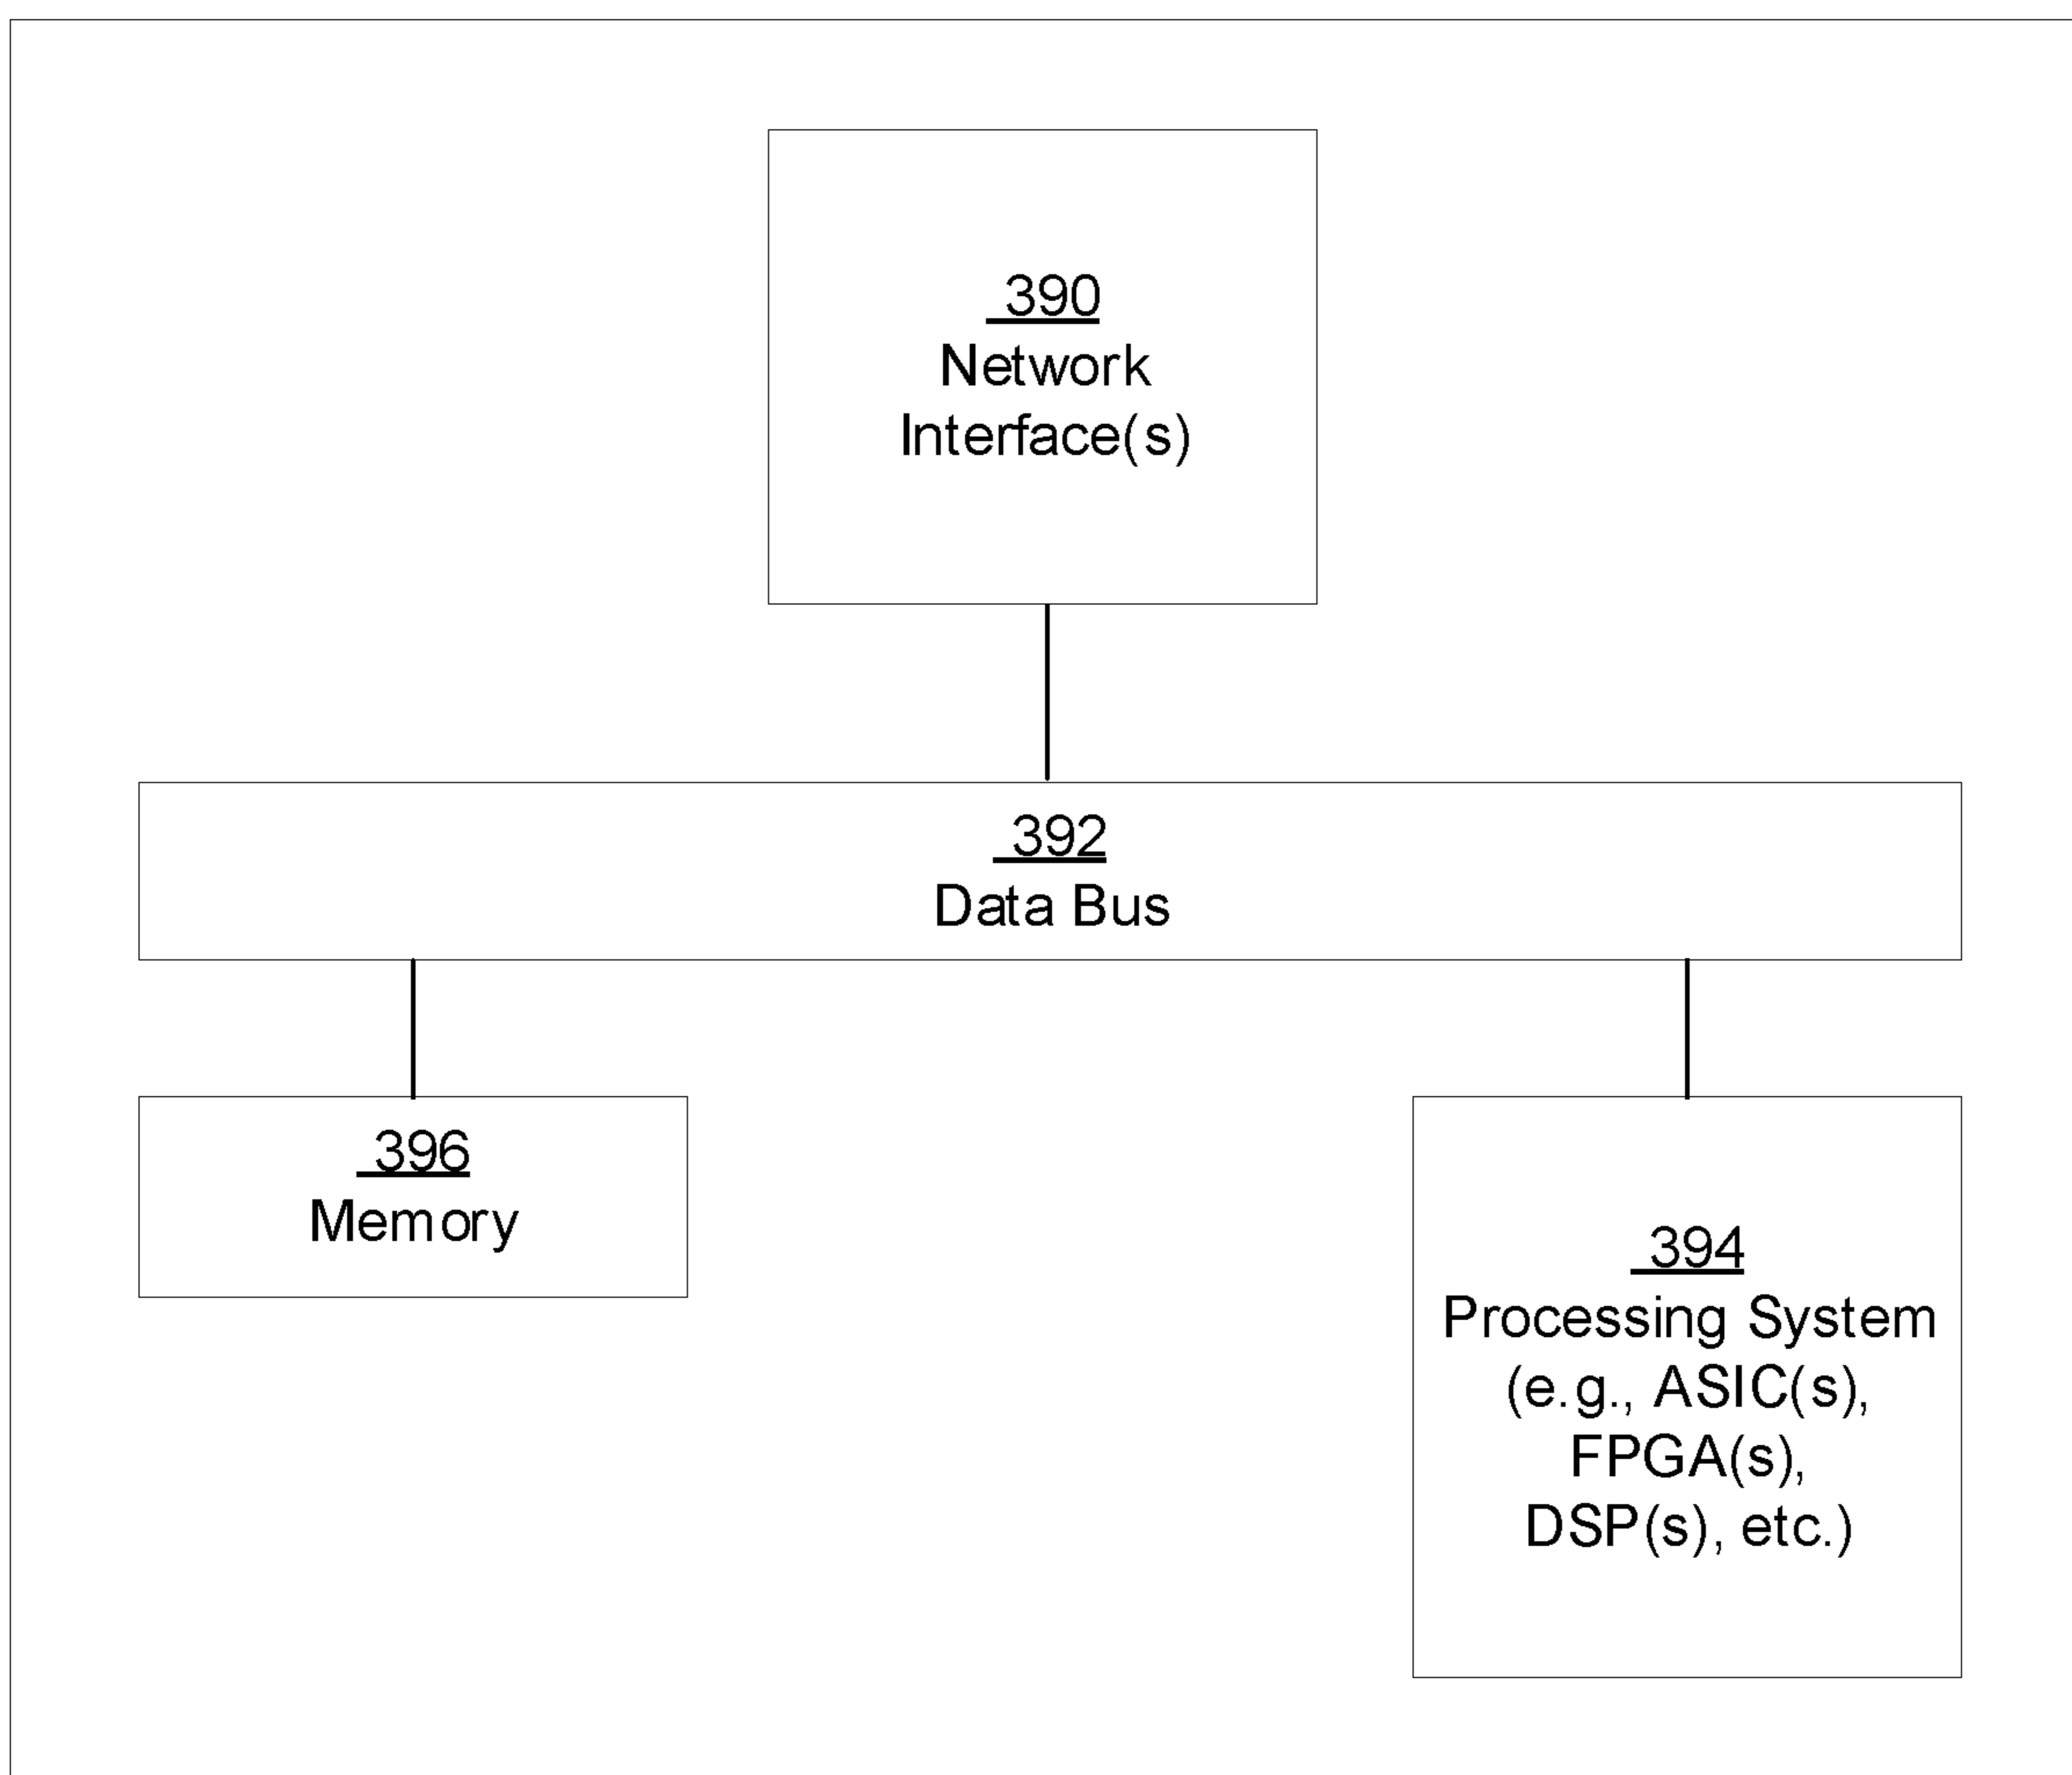 390
Network
Interface(s)
392
Data Bus
396
Memory
394
Processing System
(e.g., ASIC(s),
FPGA(s),
DSP(s), etc.)